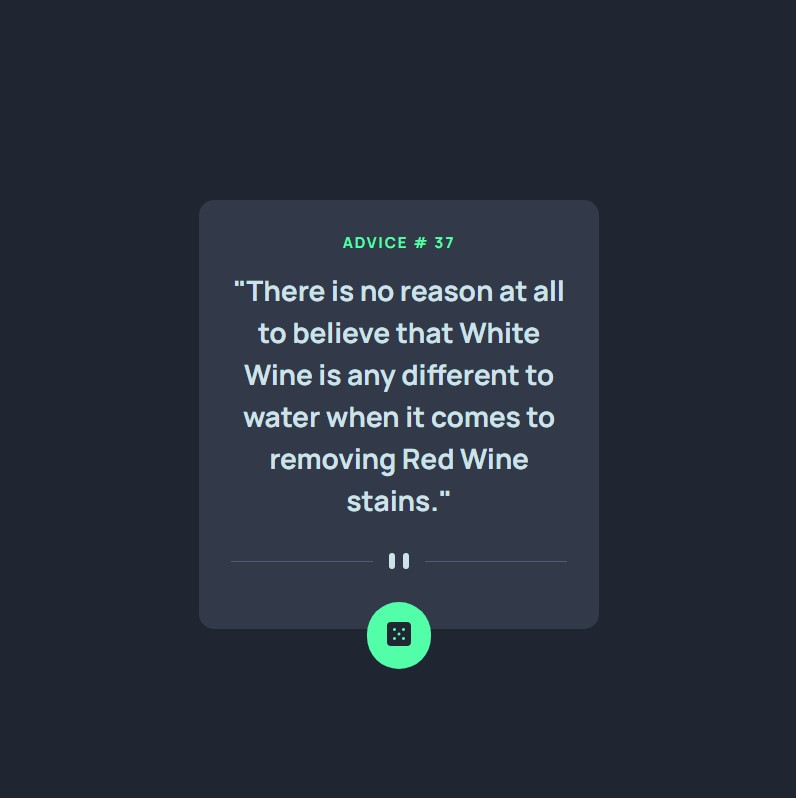 ADVICE # 37
"There is no reason at all
to believe that White
Wine is any different to
water when it comes to
removing Red Wine
stains."